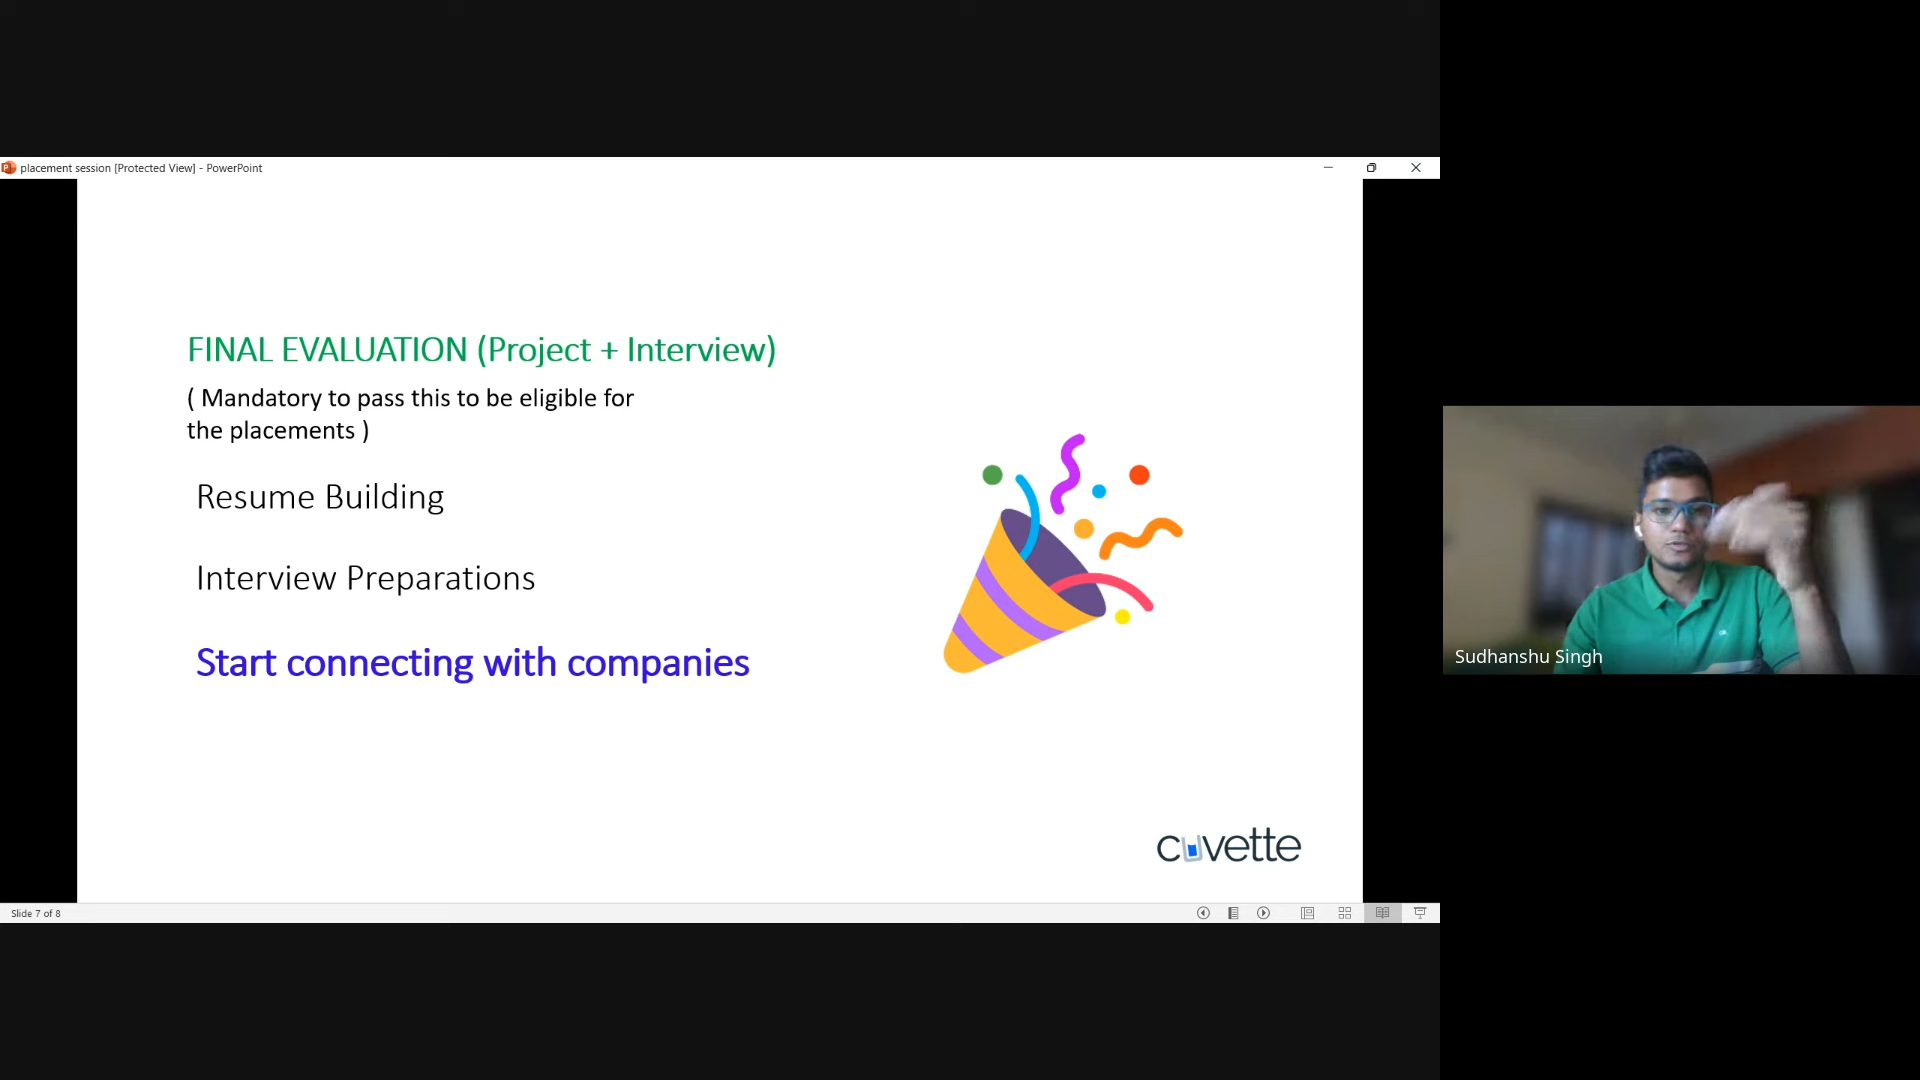 placement session [Protected View] - PowerPoint
FINAL EVALUATION (Project + Interview)
( Mandatory to pass this to be eligible for
the placements )
Resume Building
Interview Preparations
Start connecting with companies
cuvette
Slide 7 of 8
Sudhanshu Singh